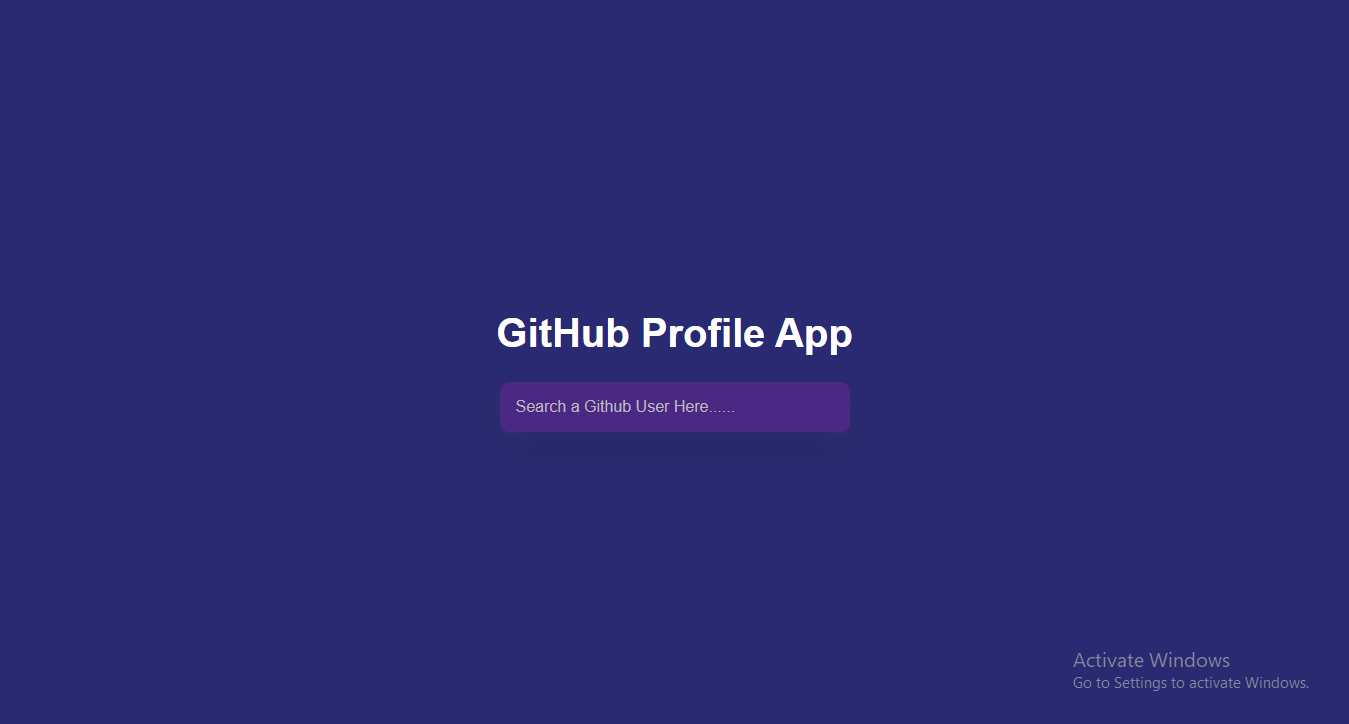 GitHub Profile App
Search a Github User Here......
Activate Windows
Go to Settings to activate Windows.